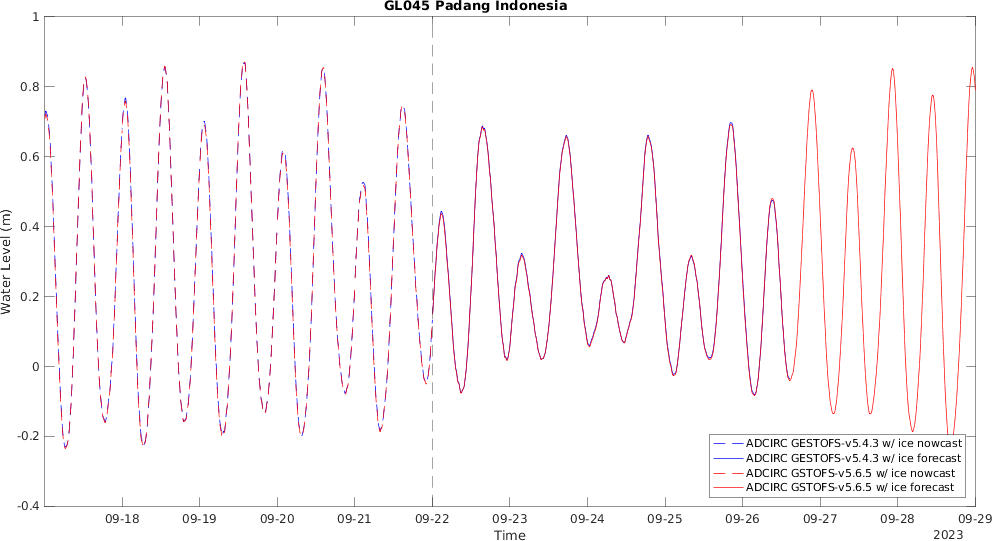 GL045 Padang Indonesia
1
0.8
0.6
0.4
0.2
0
-0.2
-0.4
Water Level (m)
ADCIRC GESTOFS-v5.4.3 w/ ice nowcast
ADCIRC GESTOFS-v5.4.3 w/ ice forecast
ADCIRC GSTOFS-v5.6.5 w/ ice nowcast
ADCIRC GSTOFS-v5.6.5 w/ ice forecast
09-18 09-19 09-20 09-21 09-22 09-23 09-24 09-25 09-26 09-27 09-28 09-29
Time
2023